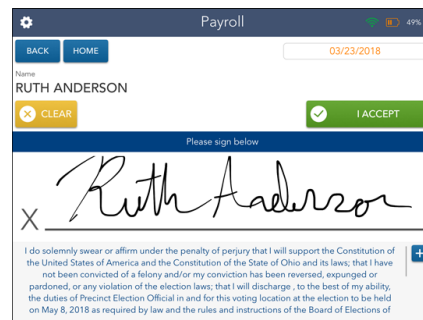 Payroll
49%
BACK
HOME
03/23/2018
Name
RUTH ANDERSON
CLEAR
I ACCEPT
Please sign below
Ruth Anderson
X
I do solemnly swear or affirm under the penalty of perjury that I will support the Constitution of
the United States of America and the Constitution of the State of Ohio and its laws; that I have
not been convicted of a felony and/or my conviction has been reversed, expunged or
pardoned, or any violation of the election laws; that I will discharge , to the best of my ability,
the duties of Precinct Election Official in and for this voting location at the election to be held
on May 8, 2018 as required by law and the rules and instructions of the Board of Elections of